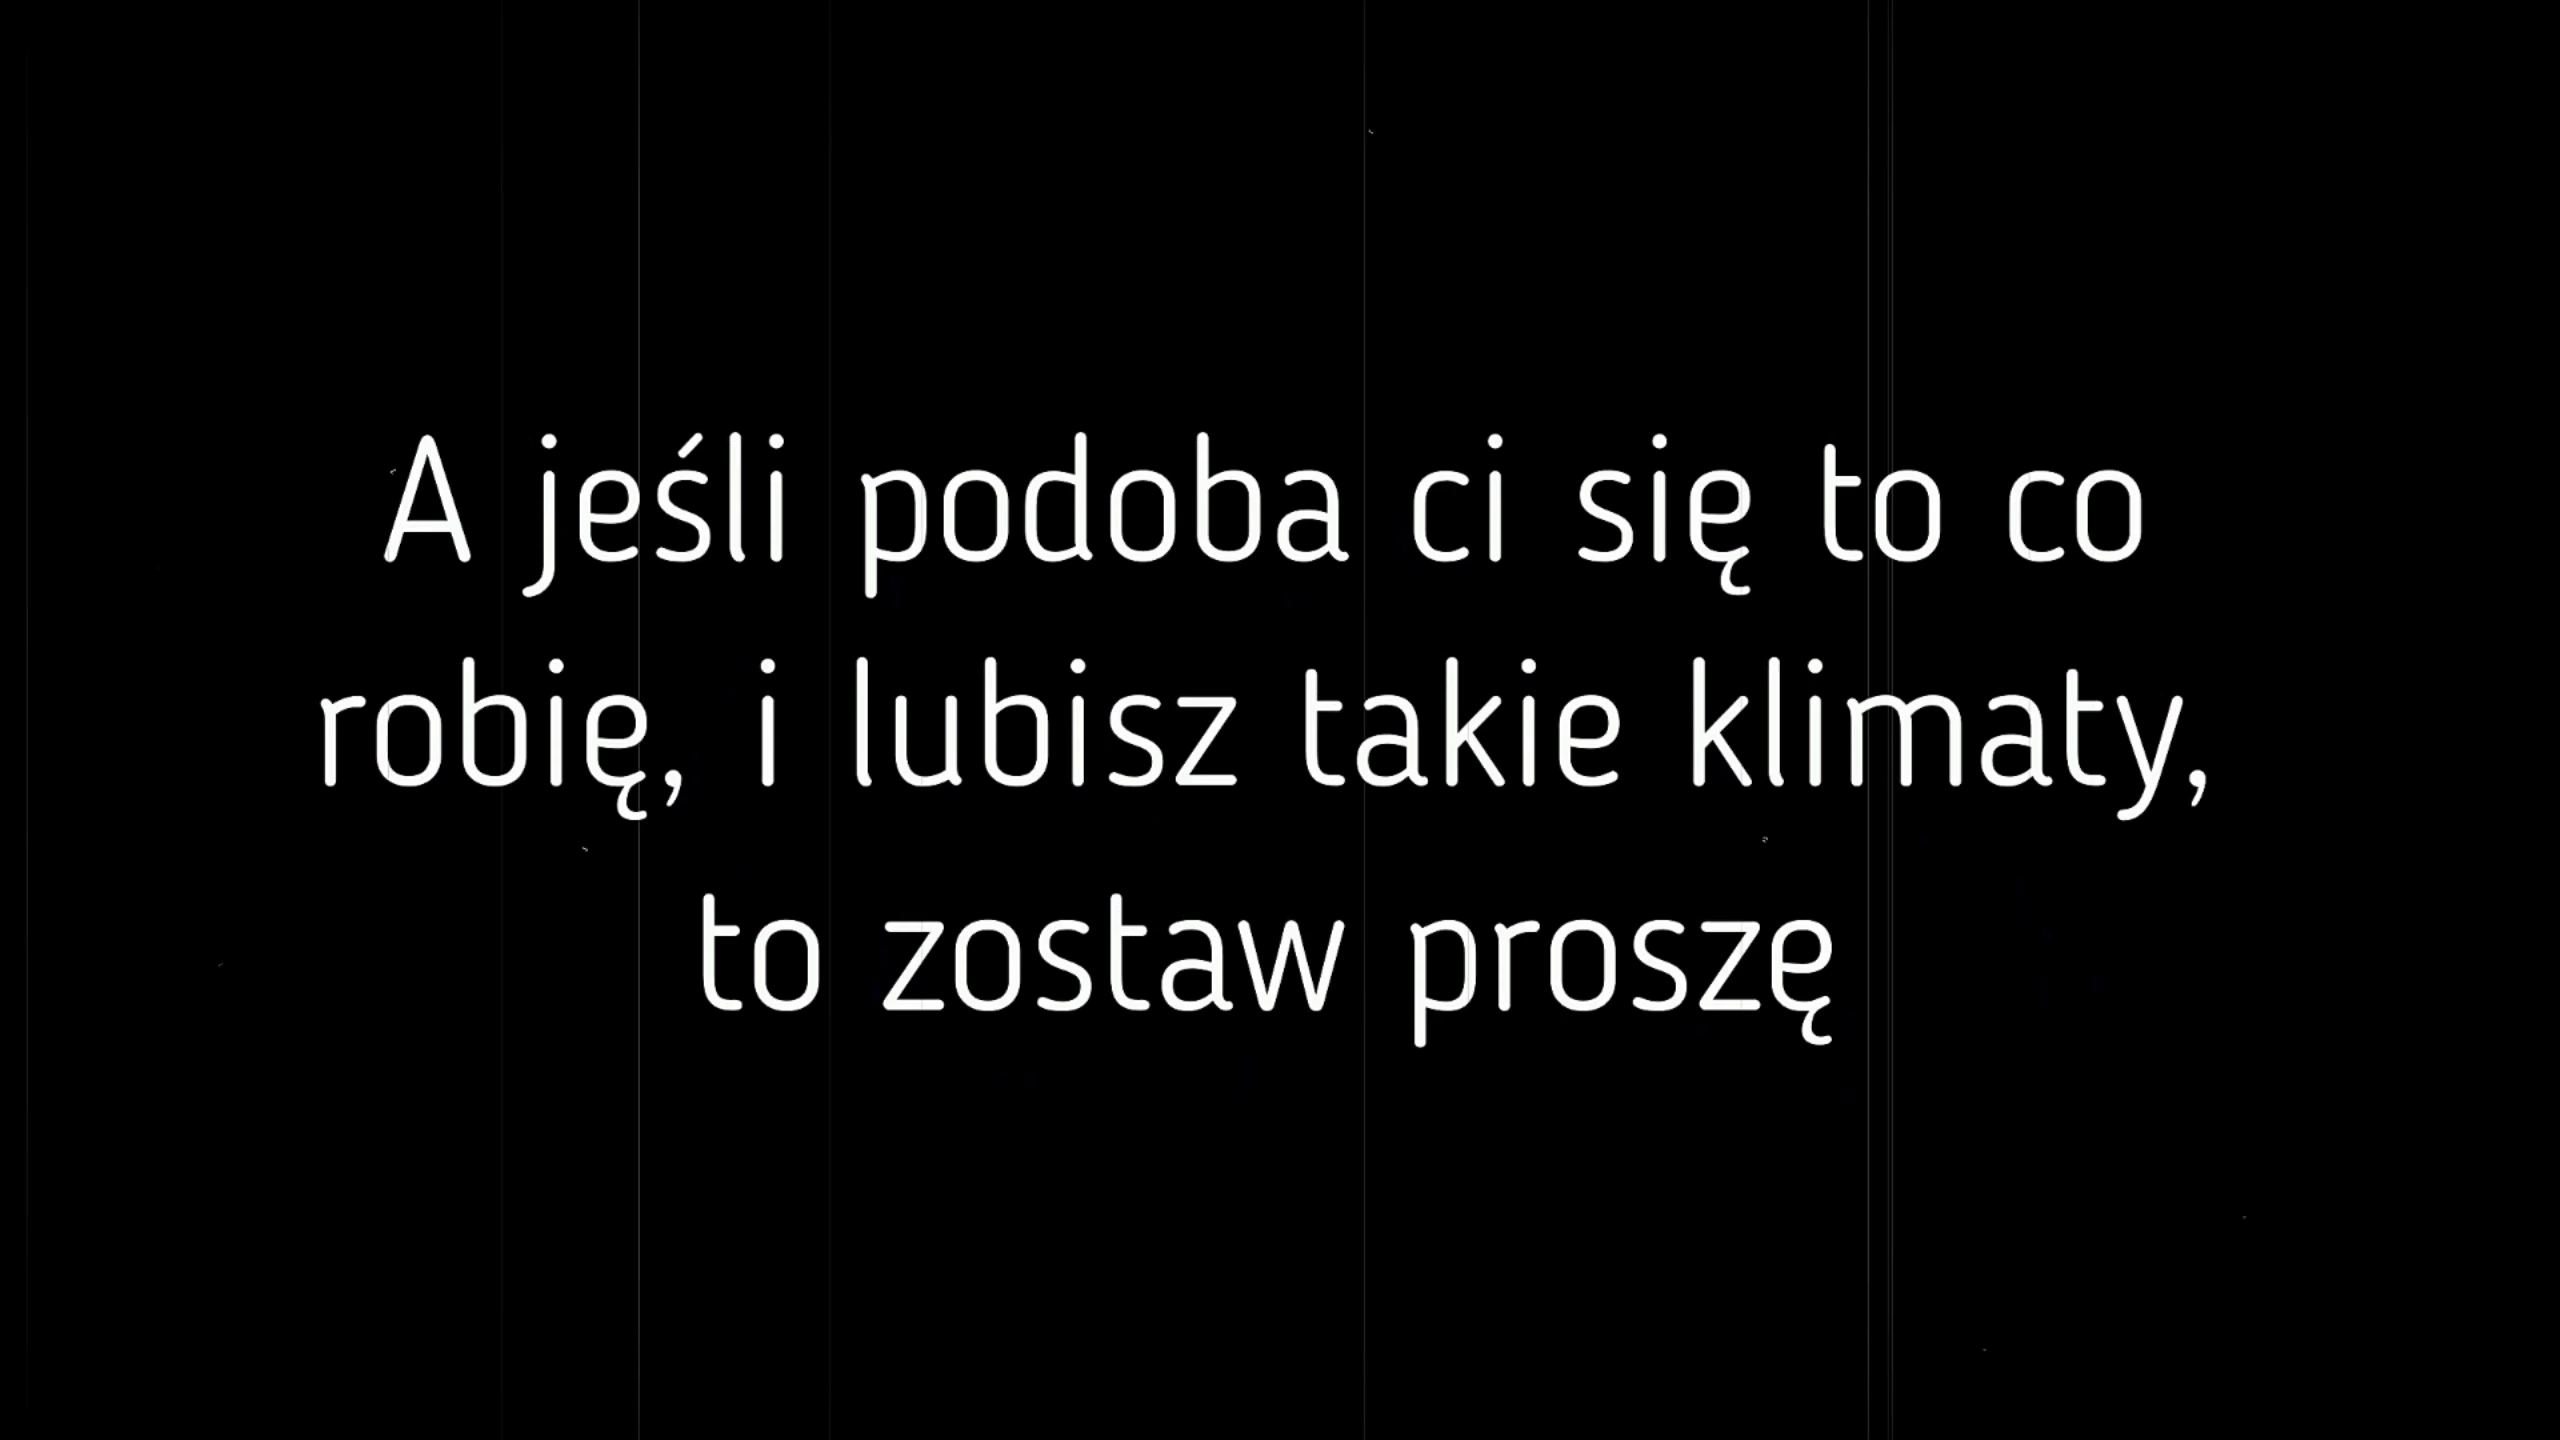 A jeśli podoba ci się to co
robię, i lubisz takie klimaty,
to zostaw proszę